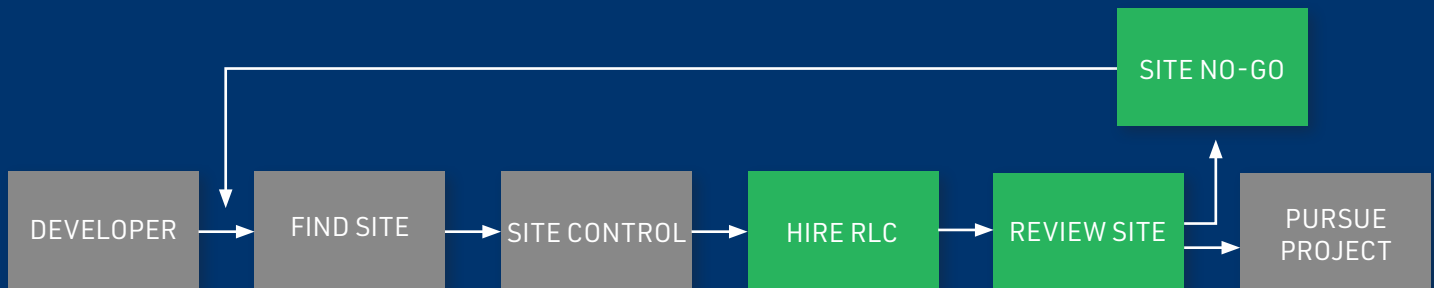 SITE NO-GO
DEVELOPER
FIND SITE
SITE CONTROL
HIRE RLC
REVIEW SITE
PURSUE
PROJECT